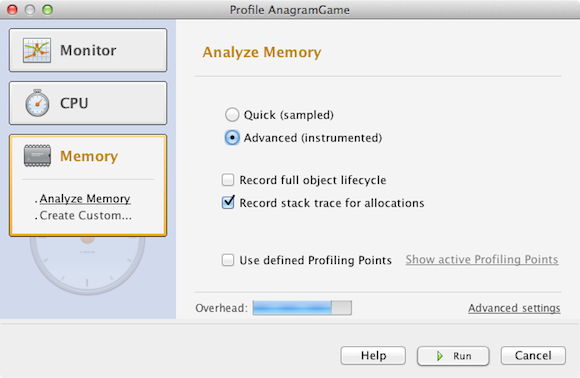 Profile AnagramGame
Monitor
CPU
Memory
. Analyze Memory
. Create Custom...
Analyze Memory
Quick (sampled)
Advanced (instrumented)
Record full object lifecycle
Record stack trace for allocations
Use defined Profiling Points Show active Profiling Points
Overhead: Advanced settings
Help Run Cancel